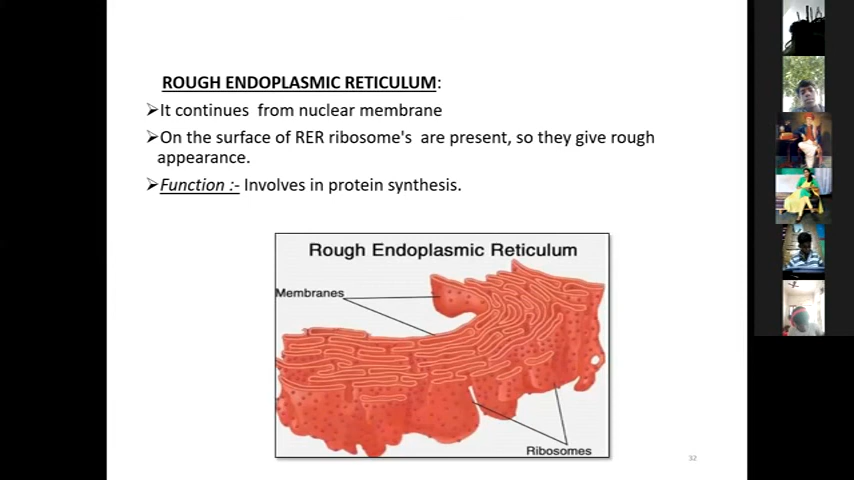 ROUGH ENDOPLASMIC RETICULUM:
➢It continues from nuclear membrane
➢On the surface of RER ribosome's are present, so they give rough
appearance.
➢Function :- Involves in protein synthesis.
Rough Endoplasmic Reticulum
Membranes
Ribosomes
32